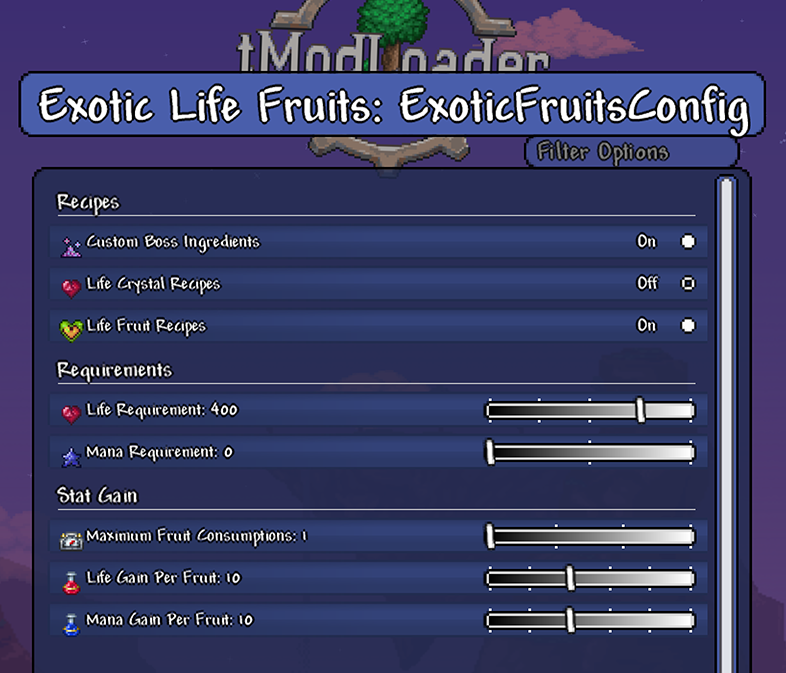 tModLoader
Exotic Life Fruits: ExoticFruitsConfig
Filter Options
Recipes
Custom Boss Ingredients On
Life Crystal Recipes Off
Life Fruit Recipes On
Requirements
Life Requirement: 400
Mana Requirement: 0
Stat Gain
Maximum Fruit Consumptions: 1
Life Gain Per Fruit: 10
Mana Gain Per Fruit: 10